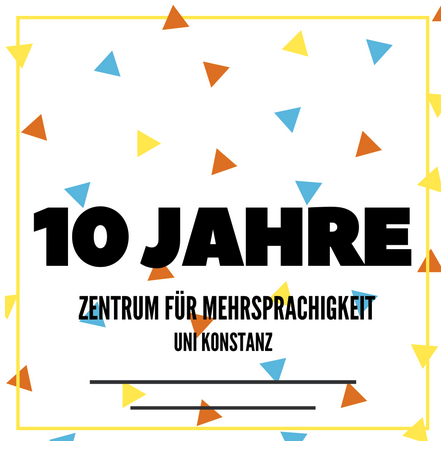 10 JAHRE
ZENTRUM FÜR MEHRSPRACHIGKEIT
UNI KONSTANZ